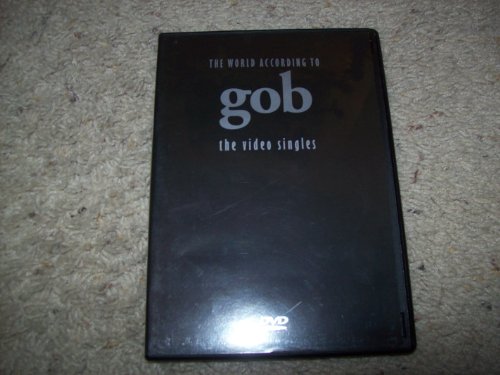 THE WORLD ACCORDING TO
gob
the video singles
DVD